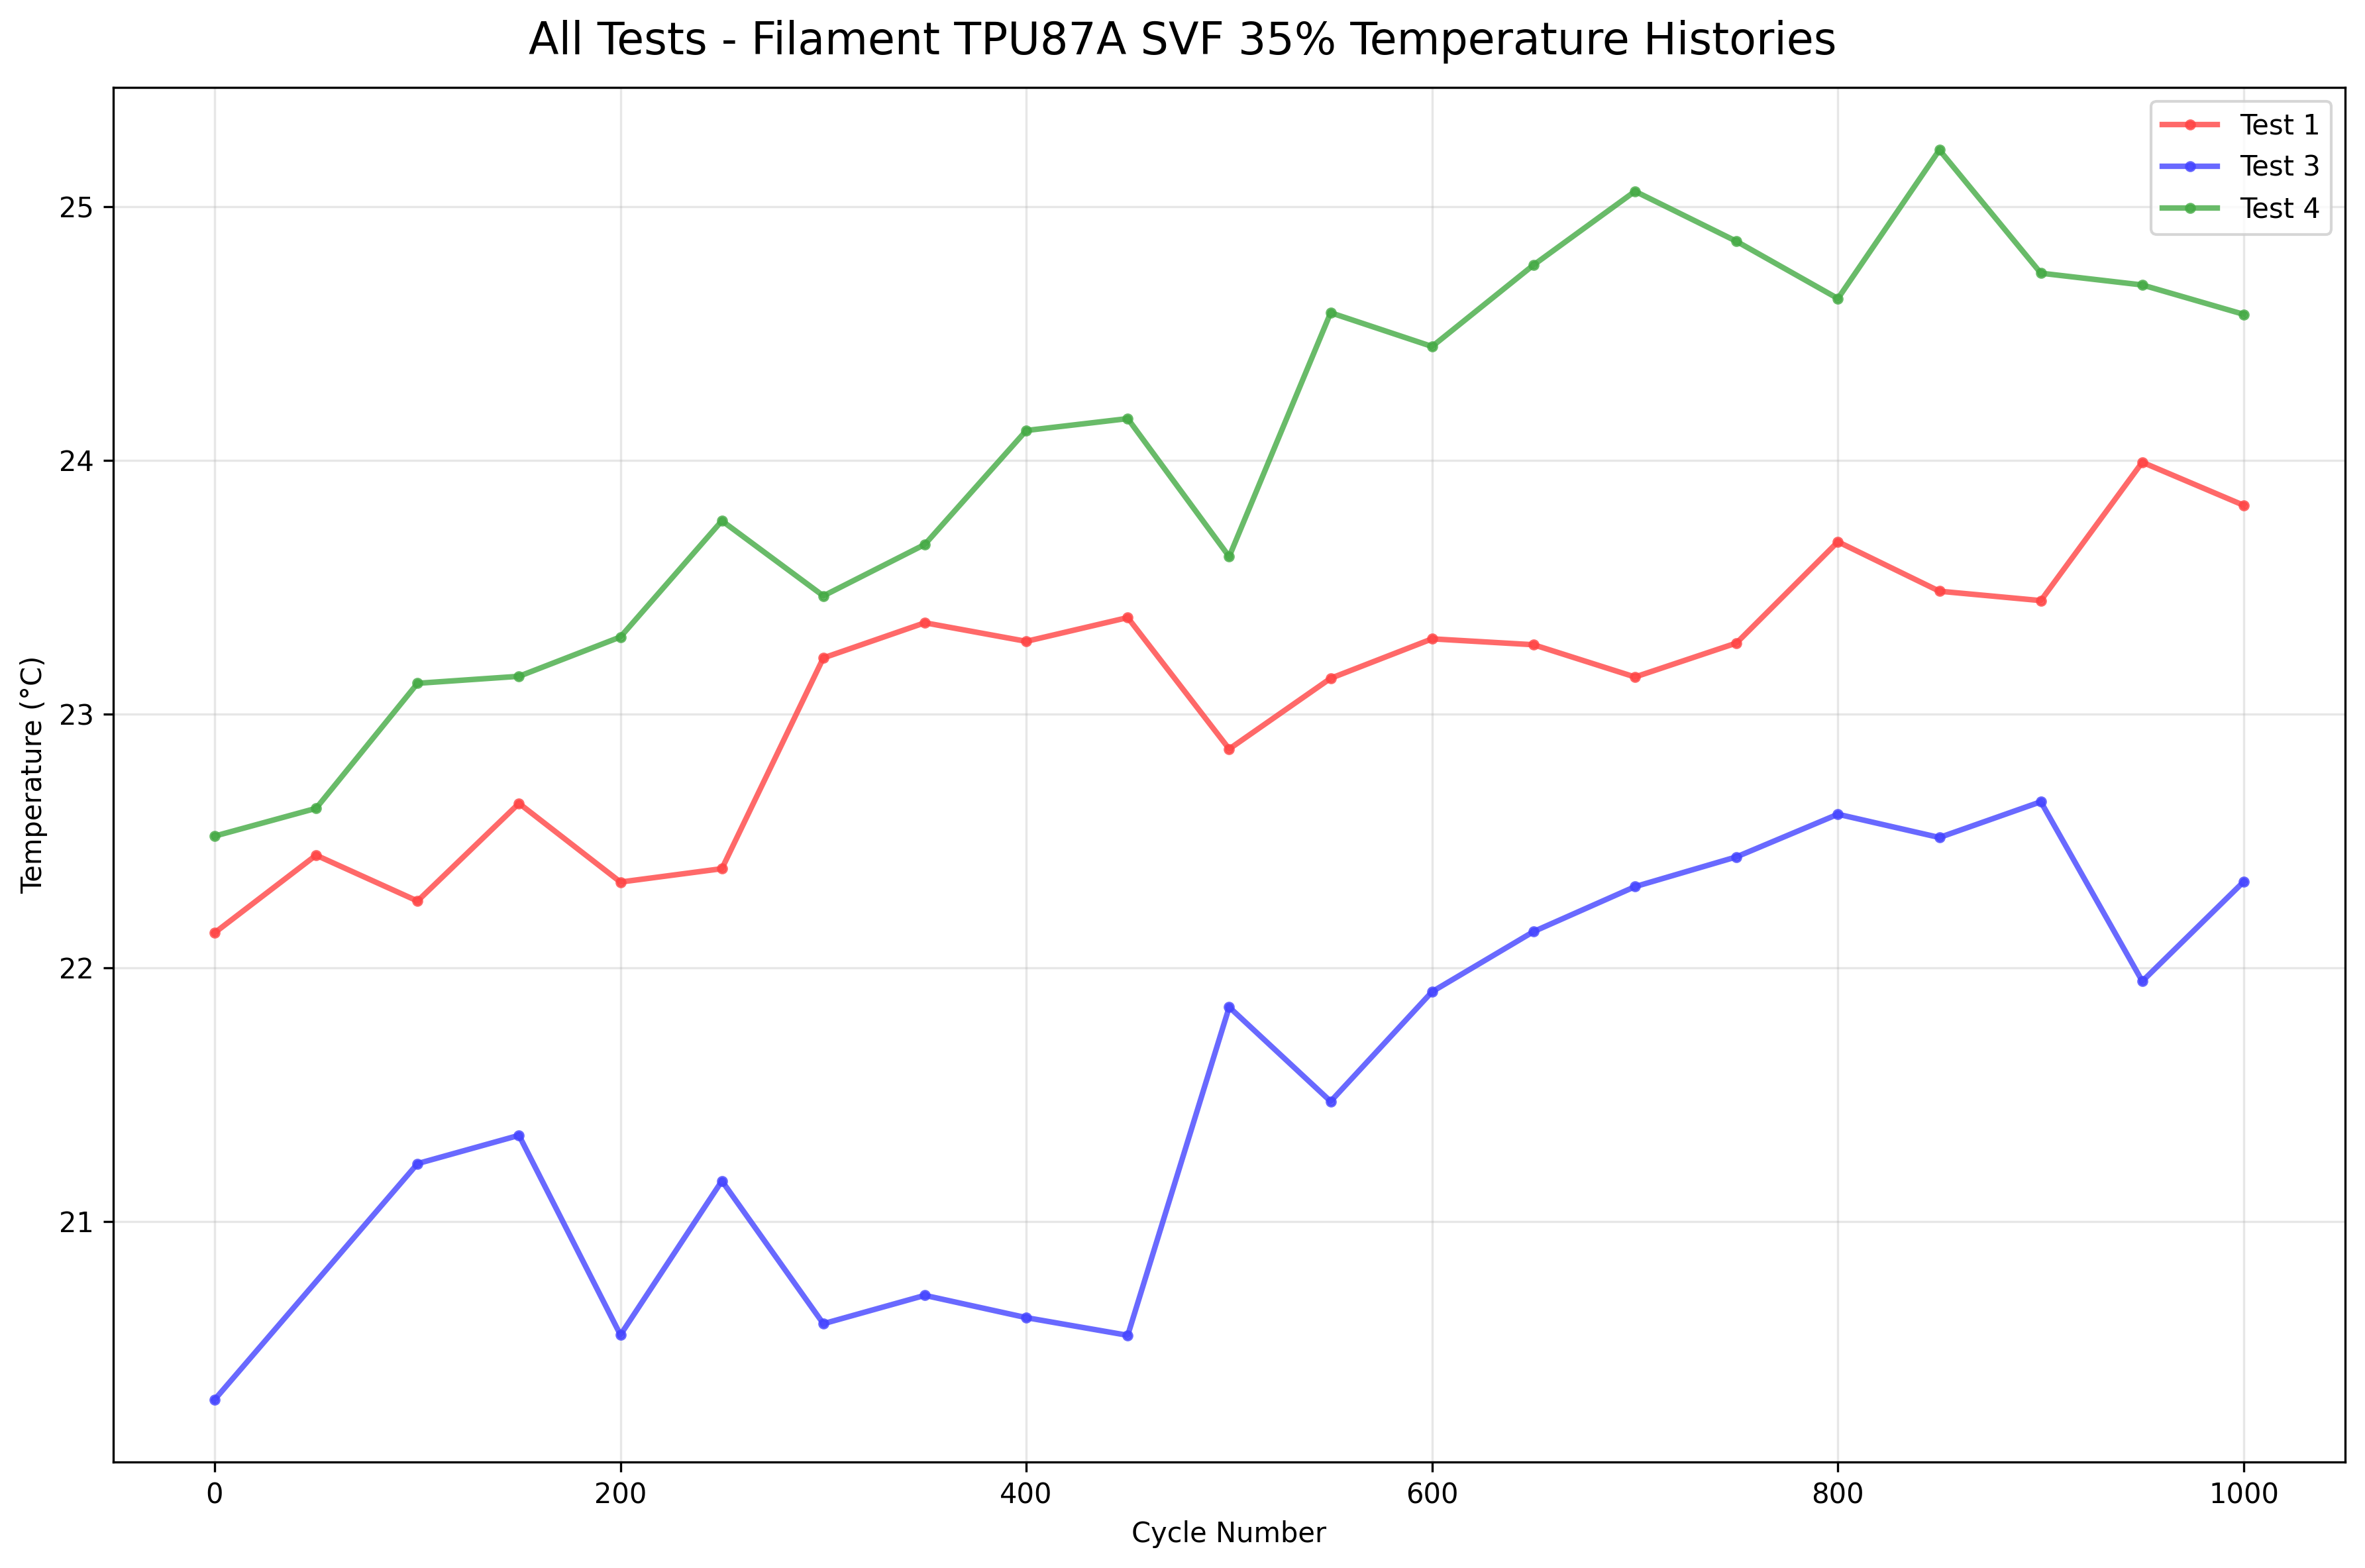 All Tests - Filament TPU87A SVF 35% Temperature Histories
Test 1
Test 3
Test 4
Temperature (°C)
25
24
23
22
21
0
200
400
600
800
1000
Cycle Number